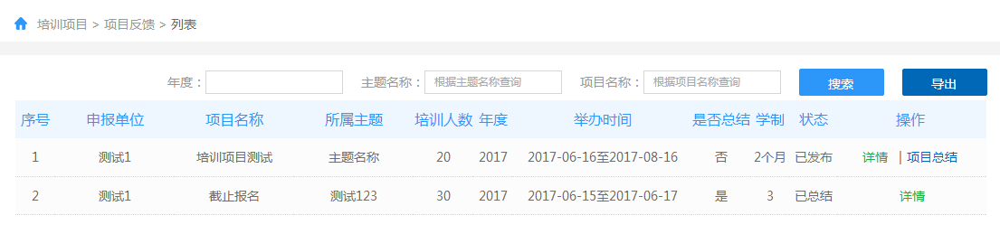 培训项目 > 项目反馈 > 列表
年度： 主题名称： 根据主题名称查询 项目名称： 根据项目名称查询 搜索 导出
序号 申报单位 项目名称 所属主题 培训人数 年度 举办时间 是否总结 学制 状态 操作
1 测试1 培训项目测试 主题名称 20 2017 2017-06-16至2017-08-16 否 2个月 已发布 详情 | 项目总结
2 测试1 截止报名 测试123 30 2017 2017-06-15至2017-06-17 是 3 已总结 详情